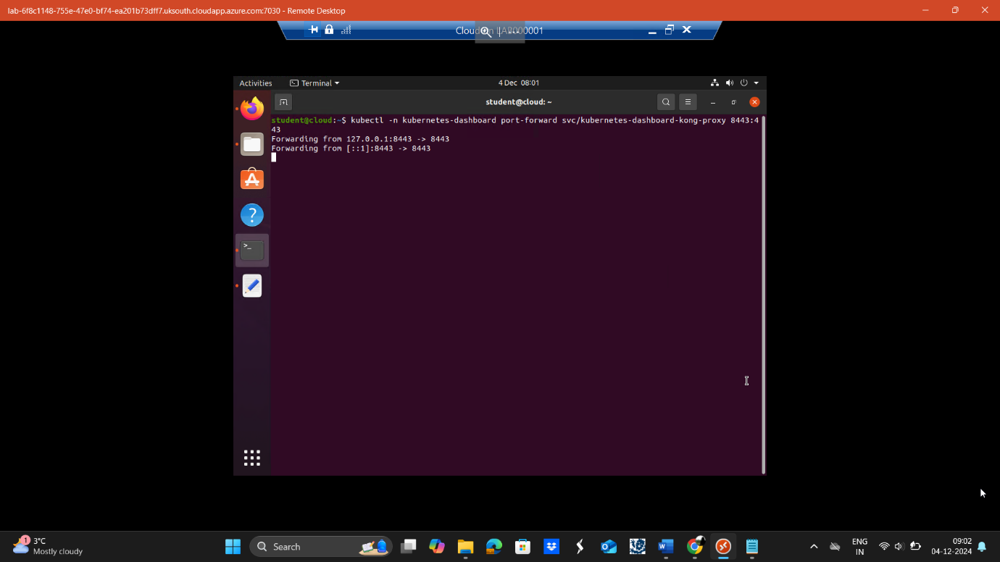 lab-6f8c1148-755e-47e0-bf74-ea201b73dff7.uksouth.cloudapp.azure.com:7030 - Remote Desktop
Activities
Terminal
4 Dec 08:01
student@cloud: ~
student@cloud:~$ kubectl -n kubernetes-dashboard port-forward svc/kubernetes-dashboard-kong-proxy 8443:4
43
Forwarding from 127.0.0.1:8443 -> 8443
Forwarding from [::1]:8443 -> 8443
1
3°C
Mostly cloudy
Search
ENG
IN
09:02
04-12-2024